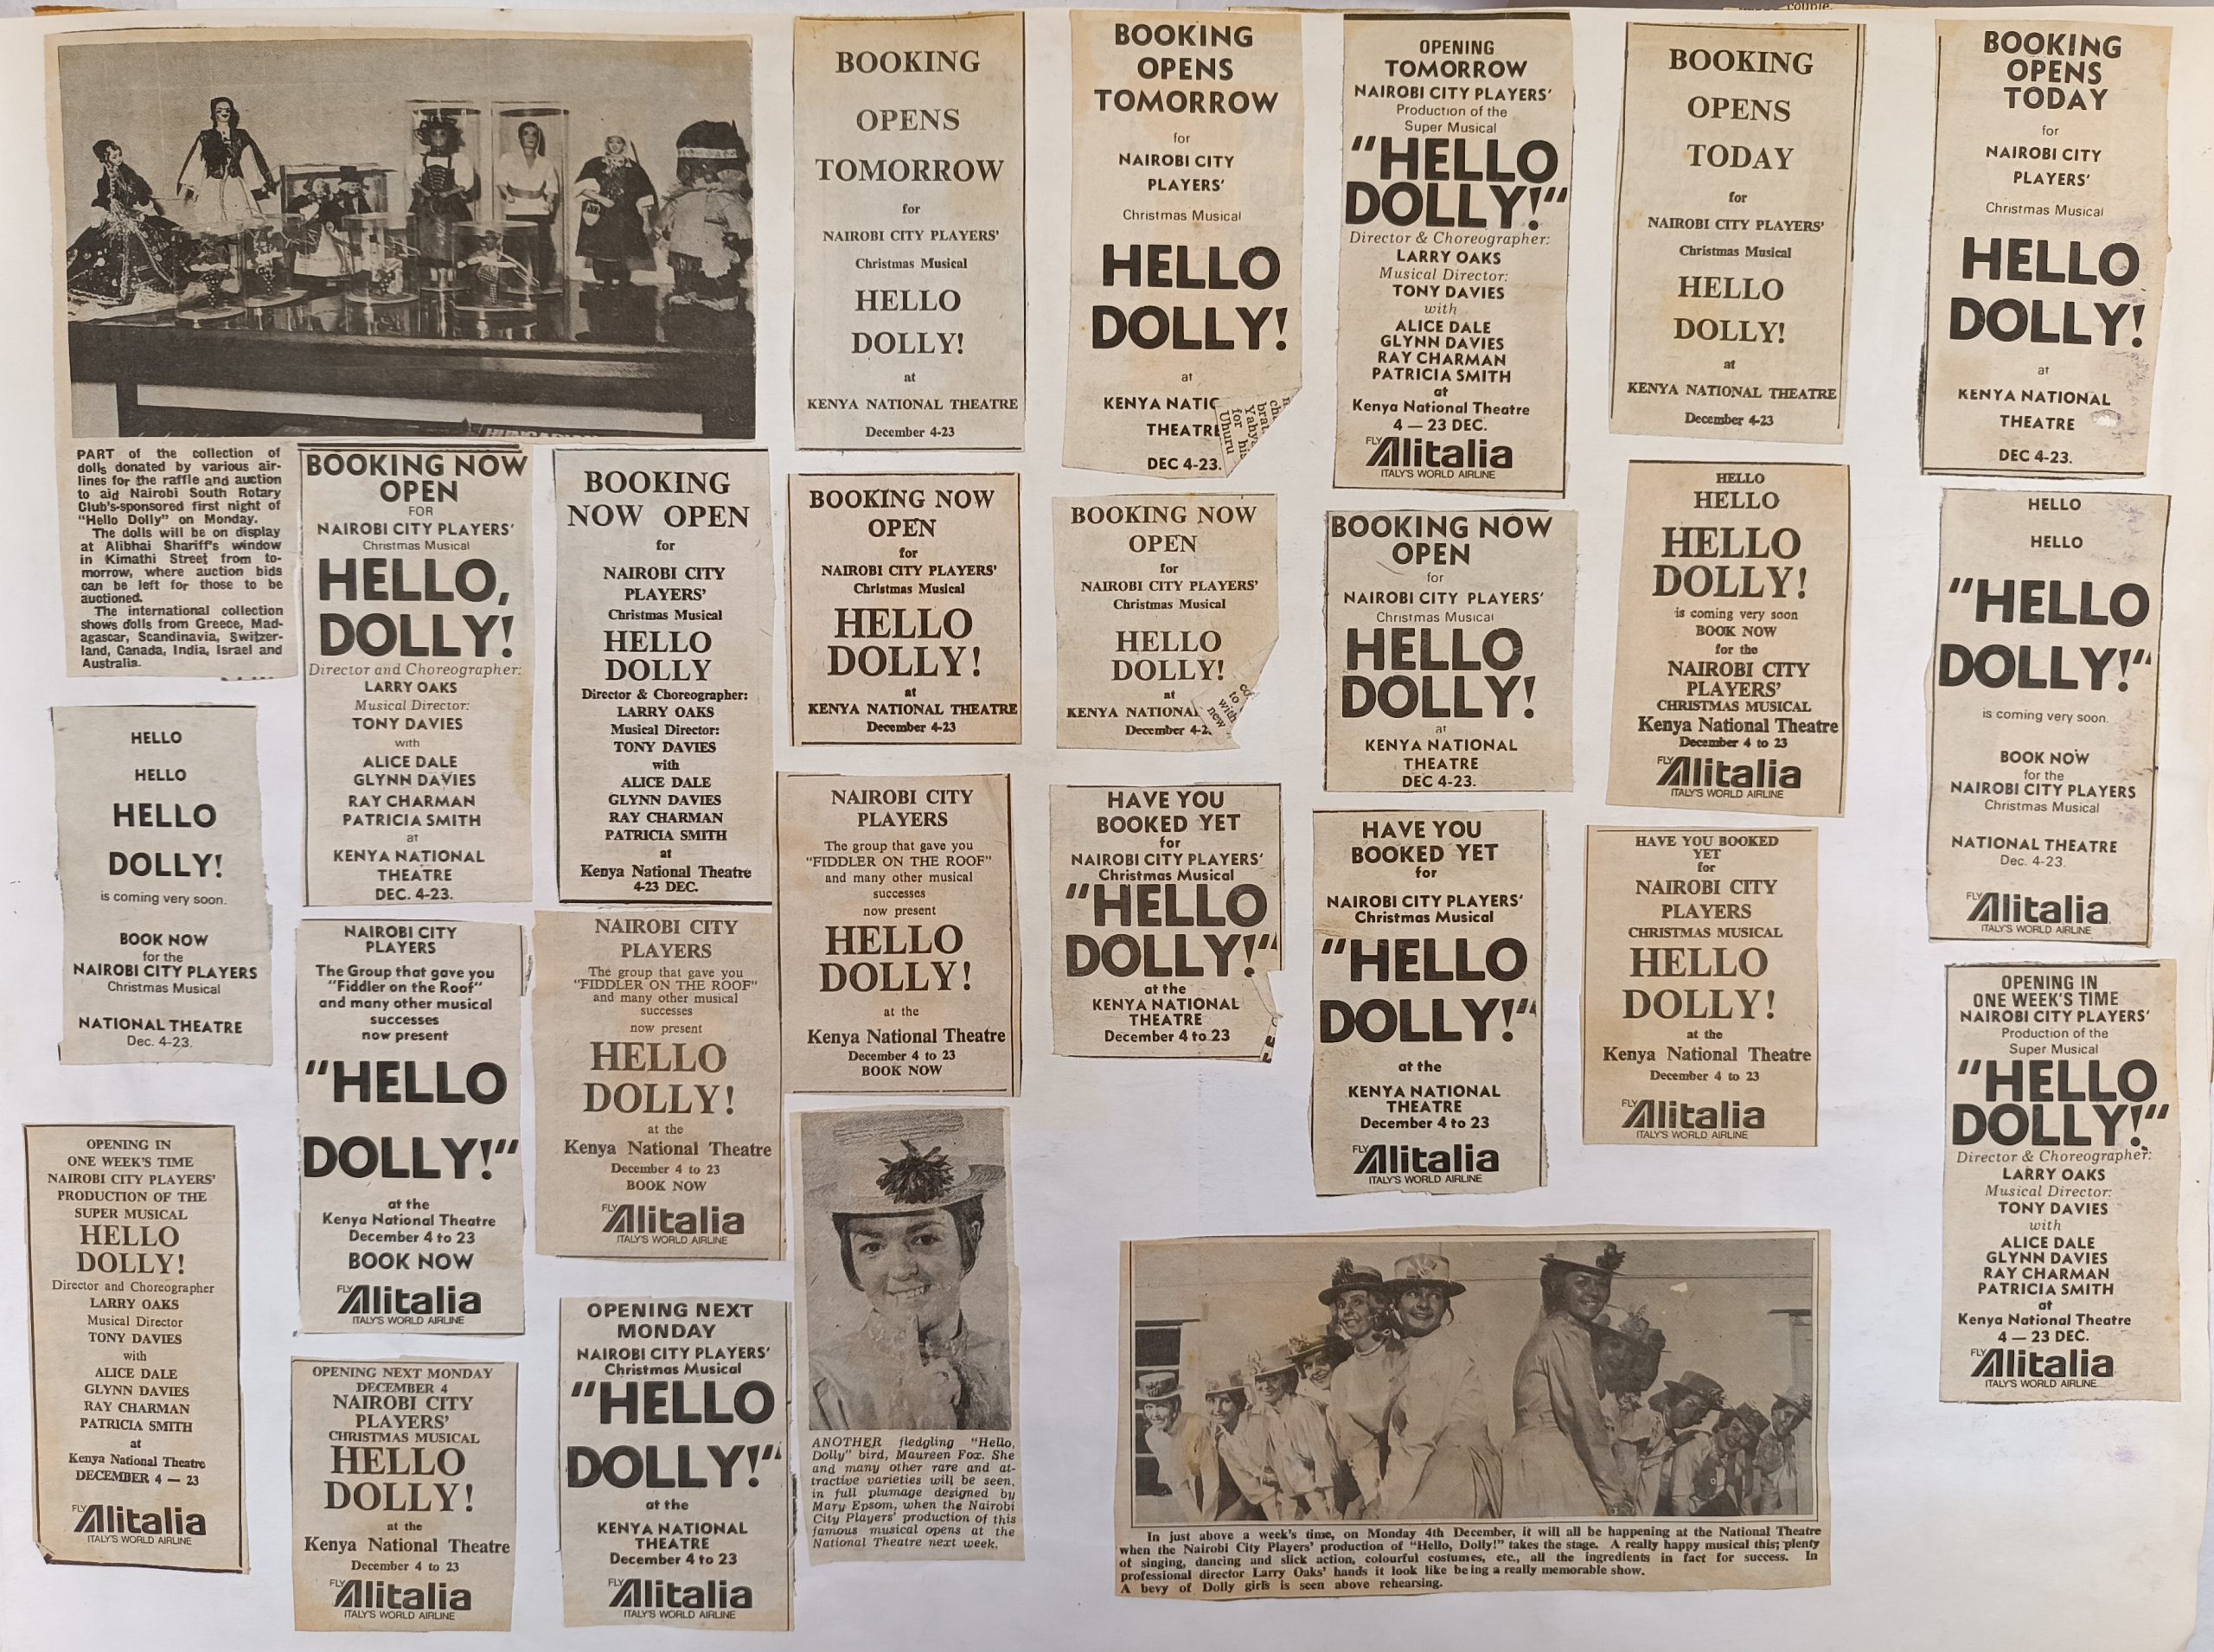 PART of the collection of
dolls donated by various air-
lines for the raffle and auction
to aid Nairobi South Rotary
Club's-sponsored first night of
"Hello Dolly" on Monday.
The dolls will be on display
at Alibhai Shariff's window
in Kimathi Street from to-
morrow, where auction bids
can be left for those to be
auctioned.
The international collection
shows dolls from Greece, Mad-
agascar, Scandinavia, Switzer-
land, Canada, India, Israel and
Australia.
HELLO
HELLO
HELLO
DOLLY!
is coming very soon.
BOOK NOW
for the
NAIROBI CITY PLAYERS
Christmas Musical
NATIONAL THEATRE
Dec. 4-23.
OPENING IN
ONE WEEK'S TIME
NAIROBI CITY PLAYERS'
PRODUCTION OF THE
SUPER MUSICAL
HELLO
DOLLY!
Director and Choreographer
LARRY OAKS
Musical Director
TONY DAVIES
with
ALICE DALE
GLYNN DAVIES
RAY CHARMAN
PATRICIA SMITH
at
Kenya National Theatre
DECEMBER 4 — 23
FLY Alitalia
ITALY'S WORLD AIRLINE
BOOKING NOW
OPEN
FOR
NAIROBI CITY PLAYERS'
Christmas Musical
HELLO,
DOLLY!
Director and Choreographer:
LARRY OAKS
Musical Director:
TONY DAVIES
with
ALICE DALE
GLYNN DAVIES
RAY CHARMAN
PATRICIA SMITH
at
KENYA NATIONAL
THEATRE
DEC. 4-23.
NAIROBI CITY
PLAYERS
The Group that gave you
"Fiddler on the Roof"
and many other musical
successes
now present
"HELLO
DOLLY!"
at the
Kenya National Theatre
December 4 to 23
BOOK NOW
FLY Alitalia
ITALY'S WORLD AIRLINE
OPENING NEXT MONDAY
DECEMBER 4
NAIROBI CITY
PLAYERS'
CHRISTMAS MUSICAL
HELLO
DOLLY!
at the
Kenya National Theatre
December 4 to 23
FLY Alitalia
ITALY'S WORLD AIRLINE
BOOKING
NOW OPEN
for
NAIROBI CITY
PLAYERS'
Christmas Musical
HELLO
DOLLY
Director & Choreographer:
LARRY OAKS
Musical Director:
TONY DAVIES
with
ALICE DALE
GLYNN DAVIES
RAY CHARMAN
PATRICIA SMITH
at
Kenya National Theatre
4-23 DEC.
NAIROBI CITY
PLAYERS
The group that gave you
"FIDDLER ON THE ROOF"
and many other musical
successes
now present
HELLO
DOLLY!
at the
Kenya National Theatre
December 4 to 23
BOOK NOW
FLY Alitalia
ITALY'S WORLD AIRLINE
OPENING NEXT
MONDAY
NAIROBI CITY PLAYERS'
Christmas Musical
"HELLO
DOLLY!"
at the
KENYA NATIONAL
THEATRE
December 4 to 23
FLY Alitalia
ITALY'S WORLD AIRLINE
BOOKING
OPENS
TOMORROW
for
NAIROBI CITY PLAYERS'
Christmas Musical
HELLO
DOLLY!
at
KENYA NATIONAL THEATRE
December 4-23
BOOKING NOW
OPEN
for
NAIROBI CITY PLAYERS'
Christmas Musical
HELLO
DOLLY!
at
KENYA NATIONAL THEATRE
December 4-23
NAIROBI CITY
PLAYERS
The group that gave you
"FIDDLER ON THE ROOF"
and many other musical
successes
now present
HELLO
DOLLY!
at the
Kenya National Theatre
December 4 to 23
BOOK NOW
ANOTHER fledgling "Hello,
Dolly" bird, Maureen Fox. She
and many other rare and at-
tractive varieties will be seen,
in full plumage designed by
Mary Epsom, when the Nairobi
City Players' production of this
famous musical opens at the
National Theatre next week.
BOOKING
OPENS
TOMORROW
for
NAIROBI CITY
PLAYERS'
Christmas Musical
HELLO
DOLLY!
at
KENYA NATIO
THEATRE
DEC 4-23.
for his
Uhuru
BOOKING NOW
OPEN
for
NAIROBI CITY PLAYERS'
Christmas Musical
HELLO
DOLLY!
at
KENYA NATIONAL
December 4-2
to
with
new
HAVE YOU
BOOKED YET
for
NAIROBI CITY PLAYERS'
Christmas Musical
"HELLO
DOLLY!"
at the
KENYA NATIONAL
THEATRE
December 4 to 23
OPENING
TOMORROW
NAIROBI CITY PLAYERS'
Production of the
Super Musical
"HELLO
DOLLY!"
Director & Choreographer:
LARRY OAKS
Musical Director:
TONY DAVIES
with
ALICE DALE
GLYNN DAVIES
RAY CHARMAN
PATRICIA SMITH
at
Kenya National Theatre
4 — 23 DEC.
FLY Alitalia
ITALY'S WORLD AIRLINE
BOOKING NOW
OPEN
for
NAIROBI CITY PLAYERS'
Christmas Musical
HELLO
DOLLY!
at
KENYA NATIONAL
THEATRE
DEC 4-23.
HAVE YOU
BOOKED YET
for
NAIROBI CITY PLAYERS'
Christmas Musical
"HELLO
DOLLY!"
at the
KENYA NATIONAL
THEATRE
December 4 to 23
FLY Alitalia
ITALY'S WORLD AIRLINE
BOOKING
OPENS
TODAY
for
NAIROBI CITY PLAYERS'
Christmas Musical
HELLO
DOLLY!
at
KENYA NATIONAL THEATRE
December 4-23
HELLO
HELLO
HELLO
DOLLY!
is coming very soon
BOOK NOW
for the
NAIROBI CITY
PLAYERS'
CHRISTMAS MUSICAL
Kenya National Theatre
December 4 to 23
FLY Alitalia
ITALY'S WORLD AIRLINE
HAVE YOU BOOKED
YET
for
NAIROBI CITY
PLAYERS
CHRISTMAS MUSICAL
HELLO
DOLLY!
at the
Kenya National Theatre
December 4 to 23
FLY Alitalia
ITALY'S WORLD AIRLINE
In just above a week's time, on Monday 4th December, it will all be happening at the National Theatre
when the Nairobi City Players' production of "Hello, Dolly!" takes the stage. A really happy musical this; plenty
of singing, dancing and slick action, colourful costumes, etc., all the ingredients in fact for success. In
professional director Larry Oaks' hands it look like being a really memorable show.
A bevy of Dolly girls is seen above rehearsing.
couple.
BOOKING
OPENS
TODAY
for
NAIROBI CITY
PLAYERS'
Christmas Musical
HELLO
DOLLY!
at
KENYA NATIONAL
THEATRE
DEC 4-23.
HELLO
HELLO
"HELLO
DOLLY!"
is coming very soon.
BOOK NOW
for the
NAIROBI CITY PLAYERS
Christmas Musical
NATIONAL THEATRE
Dec. 4-23.
FLY Alitalia
ITALY'S WORLD AIRLINE
OPENING IN
ONE WEEK'S TIME
NAIROBI CITY PLAYERS'
Production of the
Super Musical
"HELLO
DOLLY!"
Director & Choreographer:
LARRY OAKS
Musical Director:
TONY DAVIES
with
ALICE DALE
GLYNN DAVIES
RAY CHARMAN
PATRICIA SMITH
at
Kenya National Theatre
4 — 23 DEC.
FLY Alitalia
ITALY'S WORLD AIRLINE